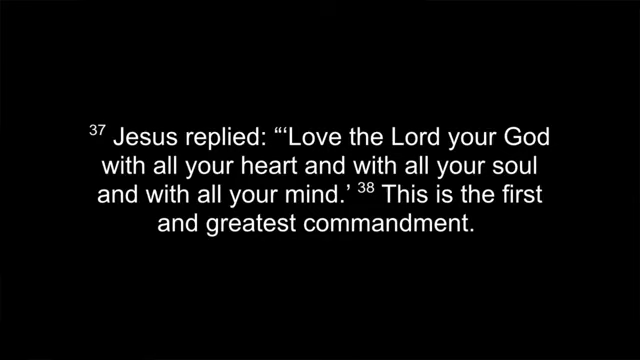 ³⁷ Jesus replied: “‘Love the Lord your God
with all your heart and with all your soul
and with all your mind.’ ³⁸ This is the first
and greatest commandment.